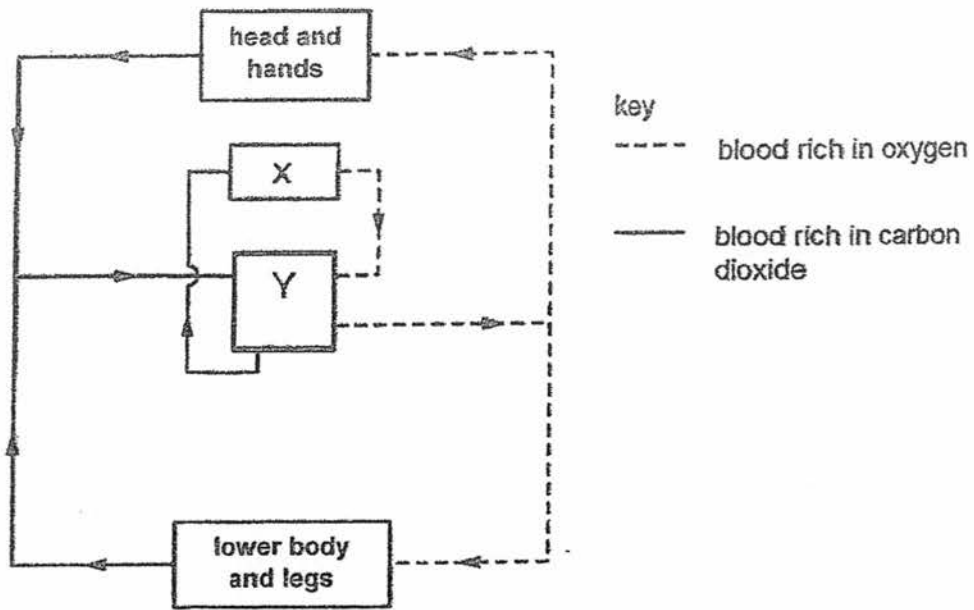 head and
hands
key
blood rich in oxygen
X
blood rich in carbon
dioxide
Y
lower body
and legs